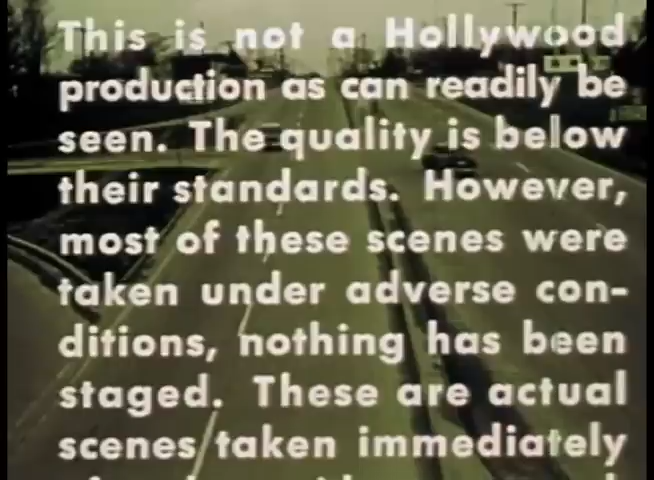 This is not a Hollywood
production as can readily be
seen. The quality is below
their standards. However,
most of these scenes were
taken under adverse con-
ditions, nothing has been
staged. These are actual
scenes taken immediately